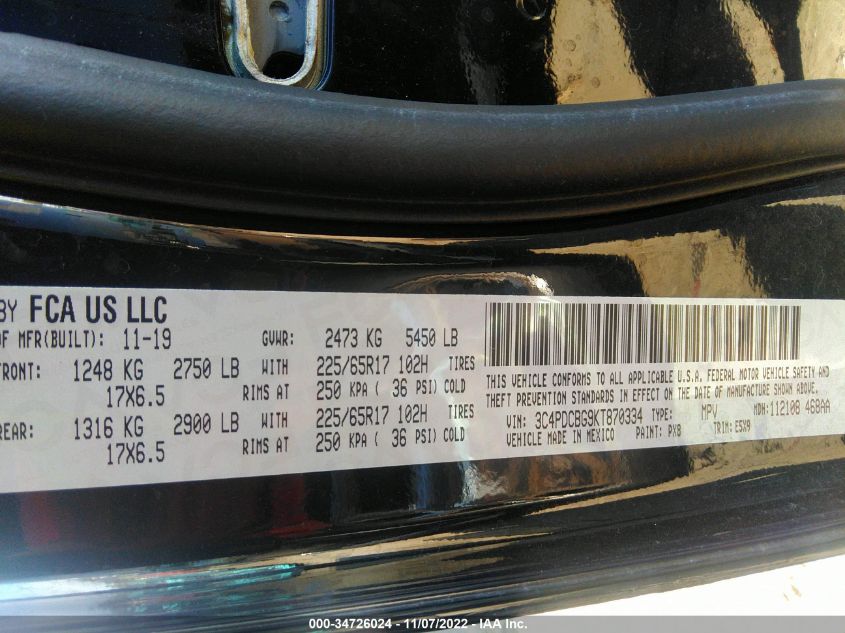 BY FCA US LLC
OF MFR(BUILT): 11-19 GVWR: 2473 KG 5450 LB
FRONT: 1248 KG 2750 LB WITH 225/65R17 102H TIRES
17X6.5 RIMS AT 250 KPA ( 36 PSI) COLD
REAR: 1316 KG 2900 LB WITH 225/65R17 102H TIRES
17X6.5 RIMS AT 250 KPA ( 36 PSI) COLD
THIS VEHICLE CONFORMS TO ALL APPLICABLE U.S.A. FEDERAL MOTOR VEHICLE SAFETY AND
THEFT PREVENTION STANDARDS IN EFFECT ON THE DATE OF MANUFACTURE SHOWN ABOVE.
VIN: 3C4PDCBG9KT870334 TYPE: MPV MDH: 112108 468AA
VEHICLE MADE IN MEXICO PAINT: PX8 TRIM: E5X9
000-34726024 - 11/07/2022 - IAA Inc.